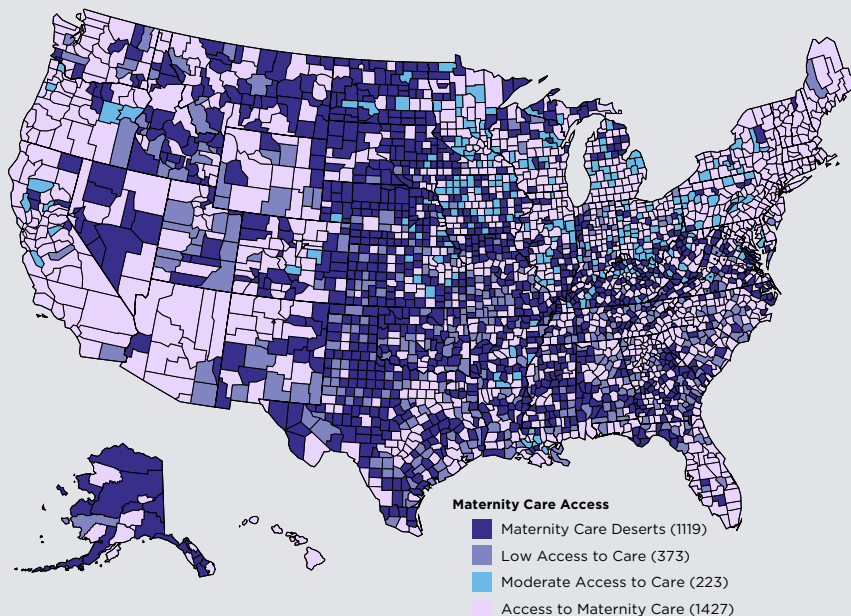 Maternity Care Access
Maternity Care Deserts (1119)
Low Access to Care (373)
Moderate Access to Care (223)
Access to Maternity Care (1427)